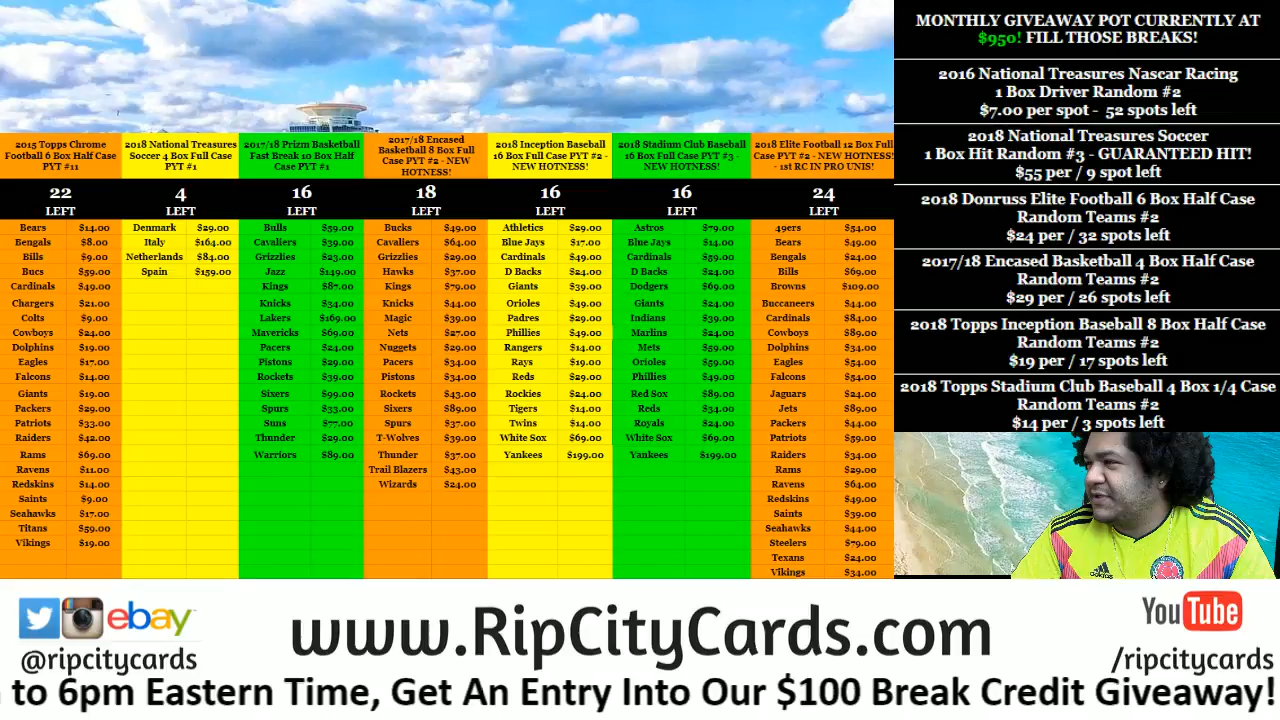 MONTHLY GIVEAWAY POT CURRENTLY AT
$950! FILL THOSE BREAKS!
2016 National Treasures Nascar Racing
1 Box Driver Random #2
$7.00 per spot - 52 spots left
2018 National Treasures Soccer
1 Box Hit Random #3 - GUARANTEED HIT!
$55 per / 9 spot left
2018 Donruss Elite Football 6 Box Half Case
Random Teams #2
$24 per / 32 spots left
2017/18 Encased Basketball 4 Box Half Case
Random Teams #2
$29 per / 26 spots left
2018 Topps Inception Baseball 8 Box Half Case
Random Teams #2
$19 per / 17 spots left
2018 Topps Stadium Club Baseball 4 Box 1/4 Case
Random Teams #2
$14 per / 3 spots left
2015 Topps Chrome
Football 6 Box Half Case
PYT #11
22
LEFT
Bears $14.00
Bengals $8.00
Bills $9.00
Bucs $59.00
Cardinals $49.00
Chargers $21.00
Colts $9.00
Cowboys $24.00
Dolphins $19.00
Eagles $17.00
Falcons $14.00
Giants $19.00
Packers $29.00
Patriots $33.00
Raiders $42.00
Rams $69.00
Ravens $11.00
Redskins $14.00
Saints $9.00
Seahawks $17.00
Titans $59.00
Vikings $19.00
2018 National Treasures
Soccer 4 Box Full Case
PYT #1
4
LEFT
Denmark $29.00
Italy $164.00
Netherlands $84.00
Spain $159.00
2017/18 Prizm Basketball
Fast Break 10 Box Half
Case PYT #1
16
LEFT
Bulls $59.00
Cavaliers $39.00
Grizzlies $23.00
Jazz $149.00
Kings $87.00
Knicks $34.00
Lakers $169.00
Mavericks $69.00
Pacers $24.00
Pistons $29.00
Rockets $39.00
Sixers $99.00
Spurs $33.00
Suns $77.00
Thunder $29.00
Warriors $89.00
2017/18 Encased
Basketball 8 Box Full
Case PYT #2 - NEW
HOTNESS!
18
LEFT
Bucks $49.00
Cavaliers $64.00
Grizzlies $29.00
Hawks $37.00
Kings $79.00
Knicks $44.00
Magic $39.00
Nets $27.00
Nuggets $29.00
Pacers $34.00
Pistons $34.00
Rockets $43.00
Sixers $89.00
Spurs $37.00
T-Wolves $39.00
Thunder $37.00
Trail Blazers $43.00
Wizards $24.00
2018 Inception Baseball
16 Box Full Case PYT #2 -
NEW HOTNESS!
16
LEFT
Athletics $29.00
Blue Jays $17.00
Cardinals $49.00
D Backs $24.00
Giants $39.00
Orioles $49.00
Padres $29.00
Phillies $49.00
Rangers $14.00
Rays $19.00
Reds $29.00
Rockies $24.00
Tigers $14.00
Twins $14.00
White Sox $69.00
Yankees $199.00
2018 Stadium Club Baseball
16 Box Full Case PYT #3 -
NEW HOTNESS!
16
LEFT
Astros $79.00
Blue Jays $14.00
Cardinals $59.00
D Backs $24.00
Dodgers $69.00
Giants $24.00
Indians $39.00
Marlins $24.00
Mets $59.00
Orioles $59.00
Phillies $49.00
Red Sox $89.00
Reds $34.00
Royals $24.00
White Sox $69.00
Yankees $199.00
2018 Elite Football 12 Box Full
Case PYT #2 - NEW HOTNESS!
- 1st RC IN PRO UNIS!
24
LEFT
49ers $54.00
Bears $49.00
Bengals $24.00
Bills $69.00
Browns $109.00
Buccaneers $44.00
Cardinals $84.00
Cowboys $89.00
Dolphins $34.00
Eagles $54.00
Falcons $54.00
Jaguars $24.00
Jets $89.00
Packers $44.00
Patriots $59.00
Raiders $34.00
Rams $29.00
Ravens $64.00
Redskins $49.00
Saints $39.00
Seahawks $44.00
Steelers $79.00
Texans $24.00
Vikings $34.00
adidas
ebay
@ripcitycards
www.RipCityCards.com
YouTube
/ripcitycards
to 6pm Eastern Time, Get An Entry Into Our $100 Break Credit Giveaway!